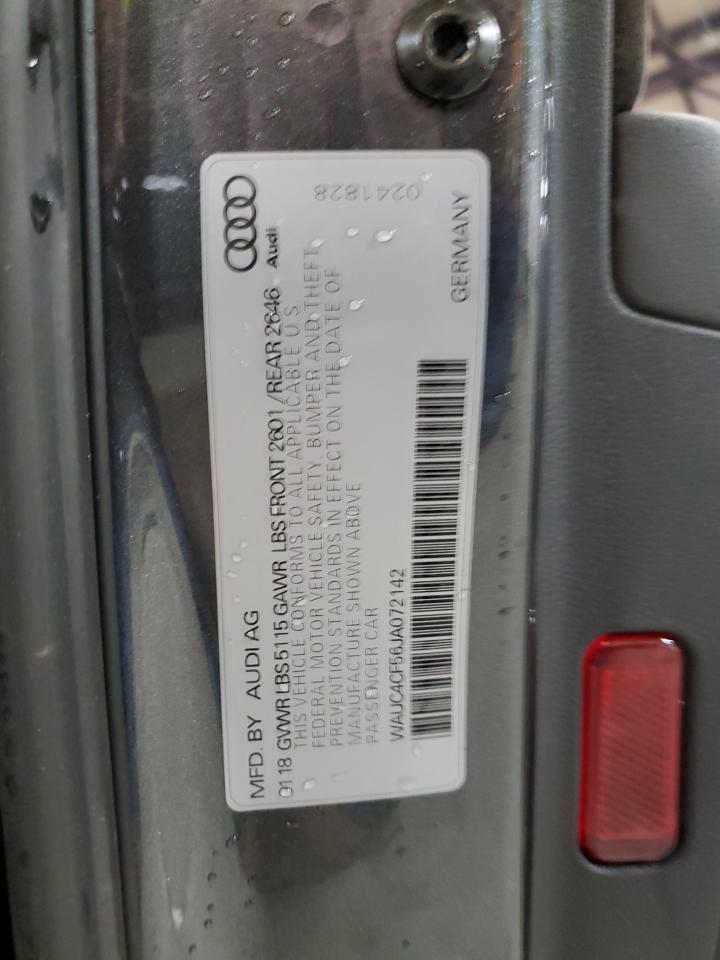 MFD. BY AUDI AG
01 18 GVWR LBS 5115 GAWR LBS FRONT 2601 / REAR 2646 Audi
THIS VEHICLE CONFORMS TO ALL APPLICABLE U S
FEDERAL MOTOR VEHICLE SAFETY, BUMPER AND THEFT
PREVENTION STANDARDS IN EFFECT ON THE DATE OF
MANUFACTURE SHOWN ABOVE
PASSENGER CAR
WAUC4CF56JA072142
GERMANY
0241828